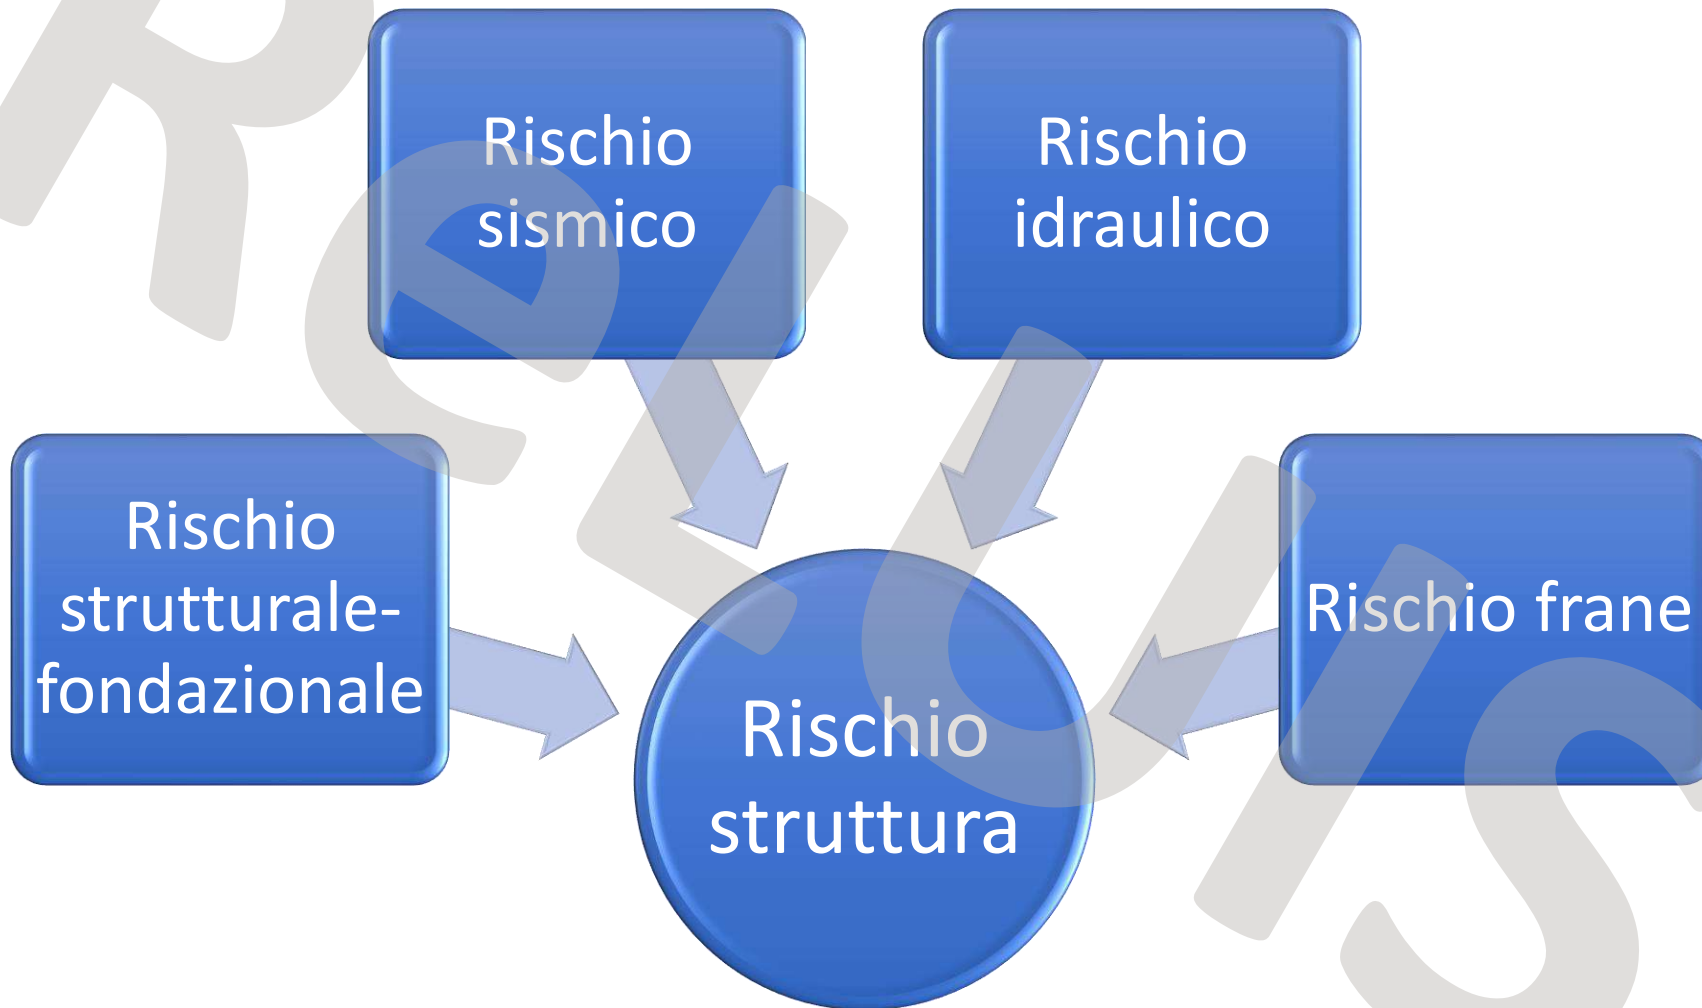 Rischio
sismico
Rischio
idraulico
Rischio
strutturale-
fondazionale
Rischio frane
Rischio
struttura
ReLUIS